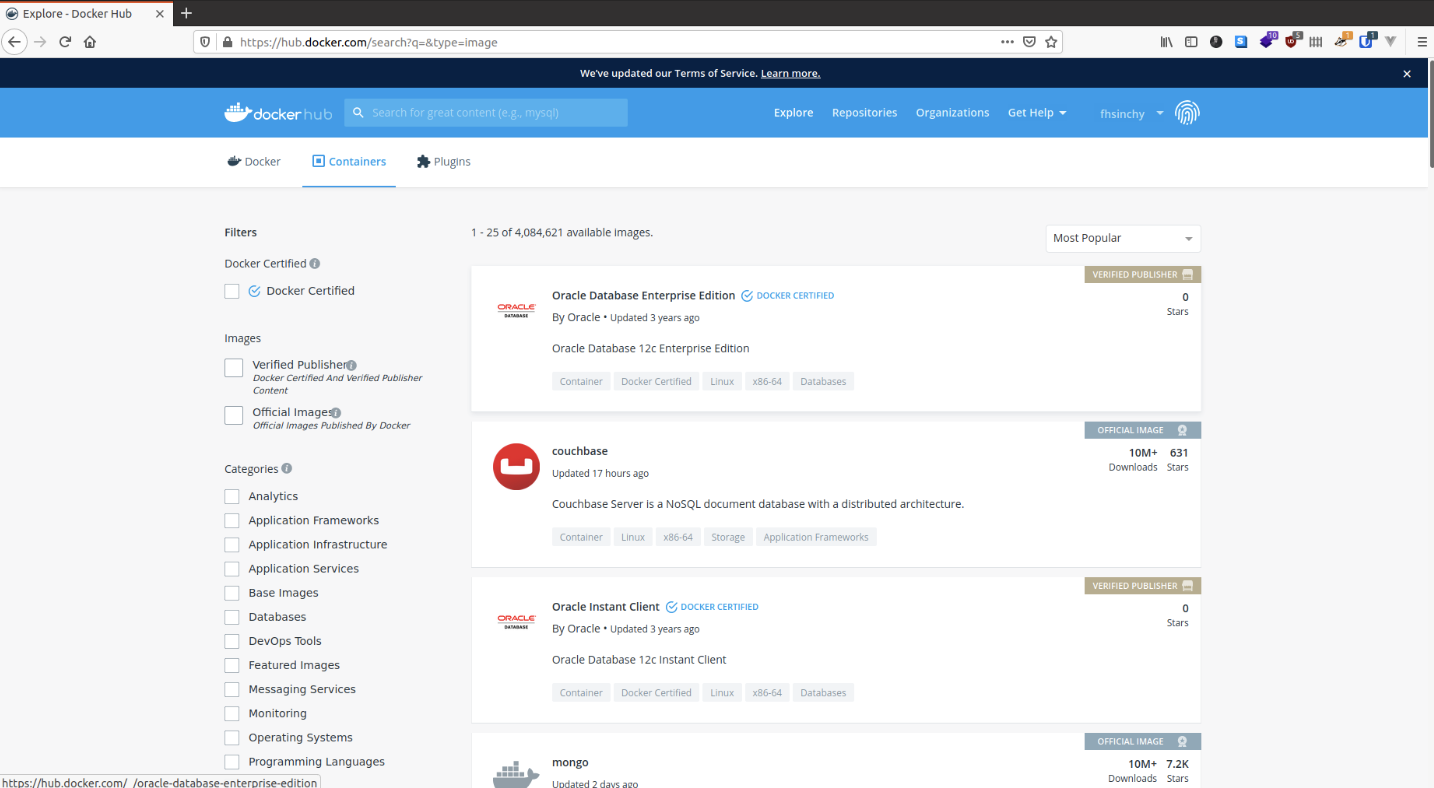 Explore - Docker Hub
https://hub.docker.com/search?q=&type=image
10
5
1
1
We've updated our Terms of Service. Learn more.
docker hub
Search for great content (e.g., mysql)
Explore
Repositories
Organizations
Get Help
fhsinchy
Docker
Containers
Plugins
Filters
Docker Certified
Docker Certified
Images
Verified Publisher
Docker Certified And Verified Publisher
Content
Official Images
Official Images Published By Docker
Categories
Analytics
Application Frameworks
Application Infrastructure
Application Services
Base Images
Databases
DevOps Tools
Featured Images
Messaging Services
Monitoring
Operating Systems
Programming Languages
1 - 25 of 4,084,621 available images.
Most Popular
VERIFIED PUBLISHER
ORACLE
DATABASE
Oracle Database Enterprise Edition DOCKER CERTIFIED
By Oracle • Updated 3 years ago
Oracle Database 12c Enterprise Edition
Container Docker Certified Linux x86-64 Databases
0
Stars
OFFICIAL IMAGE
couchbase
Updated 17 hours ago
Couchbase Server is a NoSQL document database with a distributed architecture.
Container Linux x86-64 Storage Application Frameworks
10M+ 631
Downloads Stars
VERIFIED PUBLISHER
ORACLE
DATABASE
Oracle Instant Client DOCKER CERTIFIED
By Oracle • Updated 3 years ago
Oracle Database 12c Instant Client
Container Docker Certified Linux x86-64 Databases
0
Stars
OFFICIAL IMAGE
mongo
Updated 2 days ago
10M+ 7.2K
Downloads Stars
https://hub.docker.com/_/oracle-database-enterprise-edition